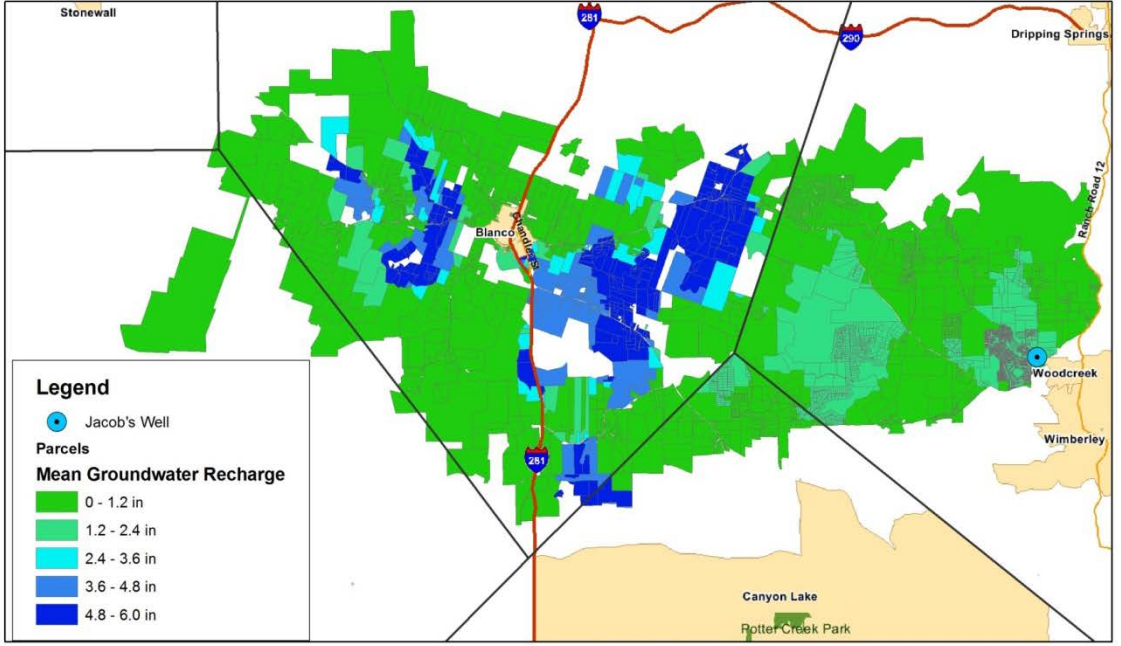 Stonewall
281
290
Dripping Springs
Ranch Road 12
Blanco
Chandler St
Legend
Jacob's Well
Parcels
Mean Groundwater Recharge
0 - 1.2 in
1.2 - 2.4 in
2.4 - 3.6 in
3.6 - 4.8 in
4.8 - 6.0 in
Woodcreek
Wimberley
281
Canyon Lake
Potter Creek Park